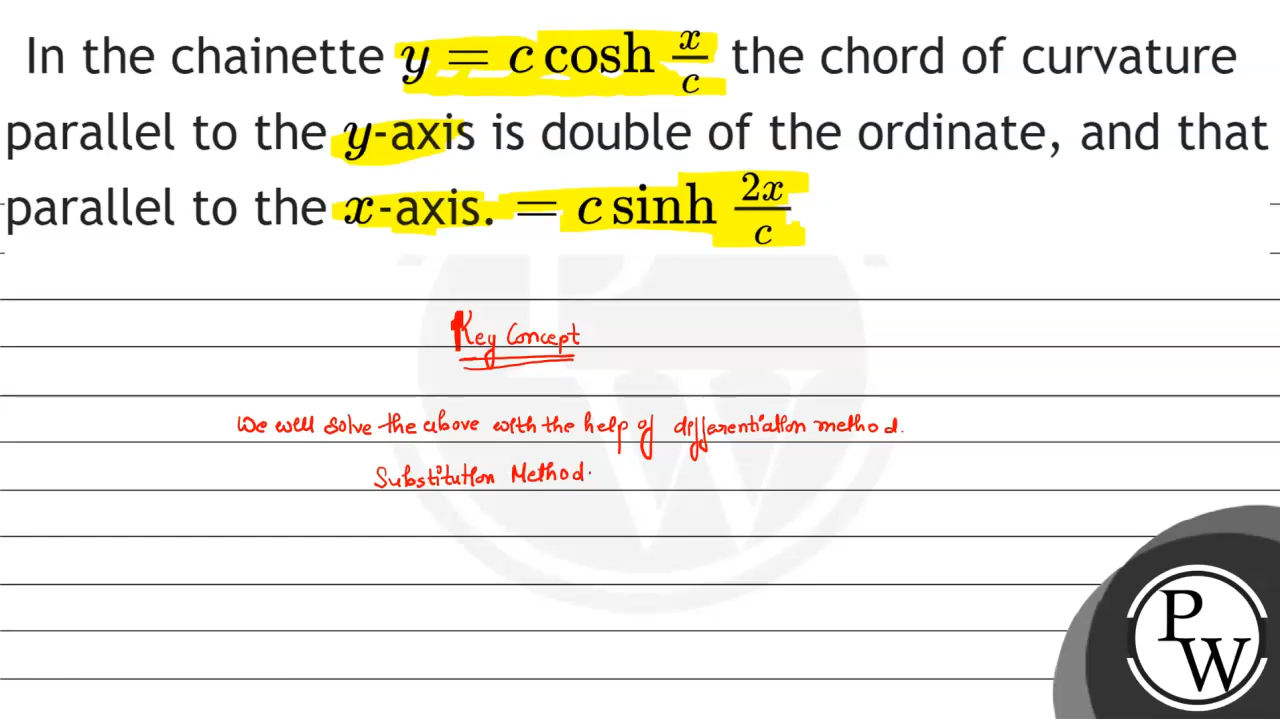 In the chainette y = c cosh x/c the chord of curvature
parallel to the y-axis is double of the ordinate, and that
parallel to the x-axis. = c sinh 2x/c
Key Concept
We will solve the above with the help of differentiation method.
Substitution Method.
P
W